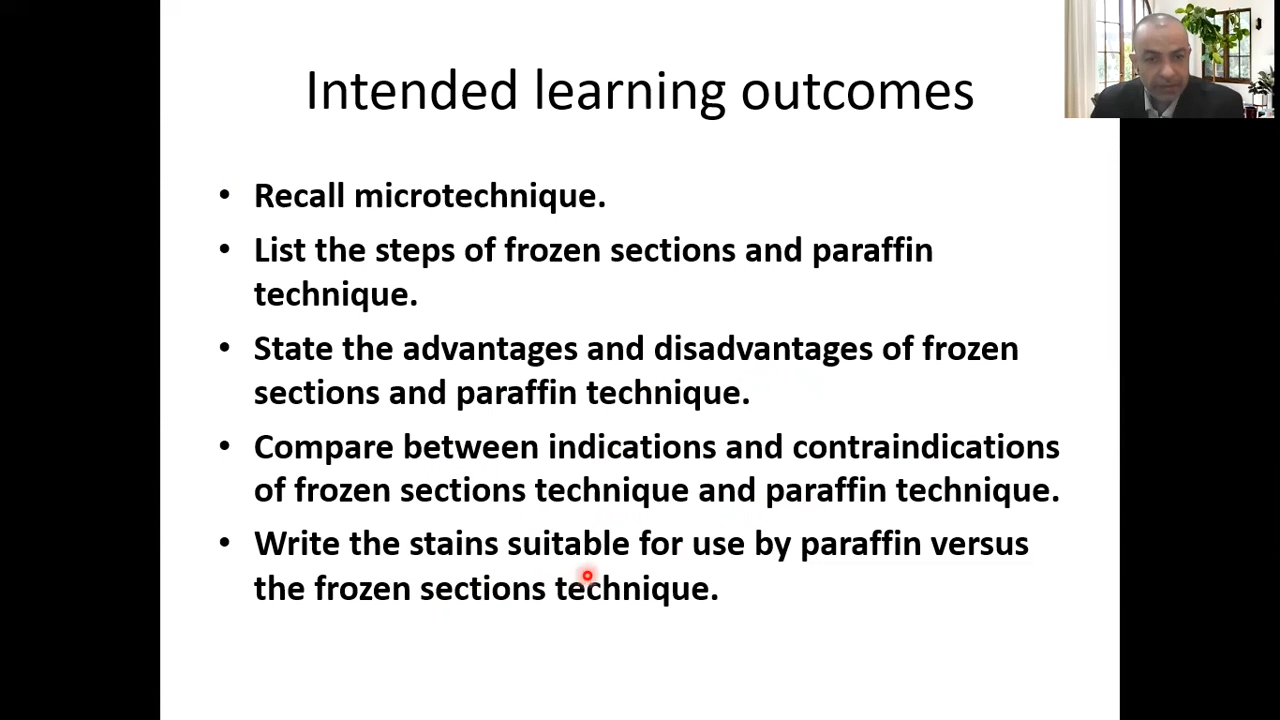 Intended learning outcomes
• Recall microtechnique.
• List the steps of frozen sections and paraffin
technique.
• State the advantages and disadvantages of frozen
sections and paraffin technique.
• Compare between indications and contraindications
of frozen sections technique and paraffin technique.
• Write the stains suitable for use by paraffin versus
the frozen sections technique.